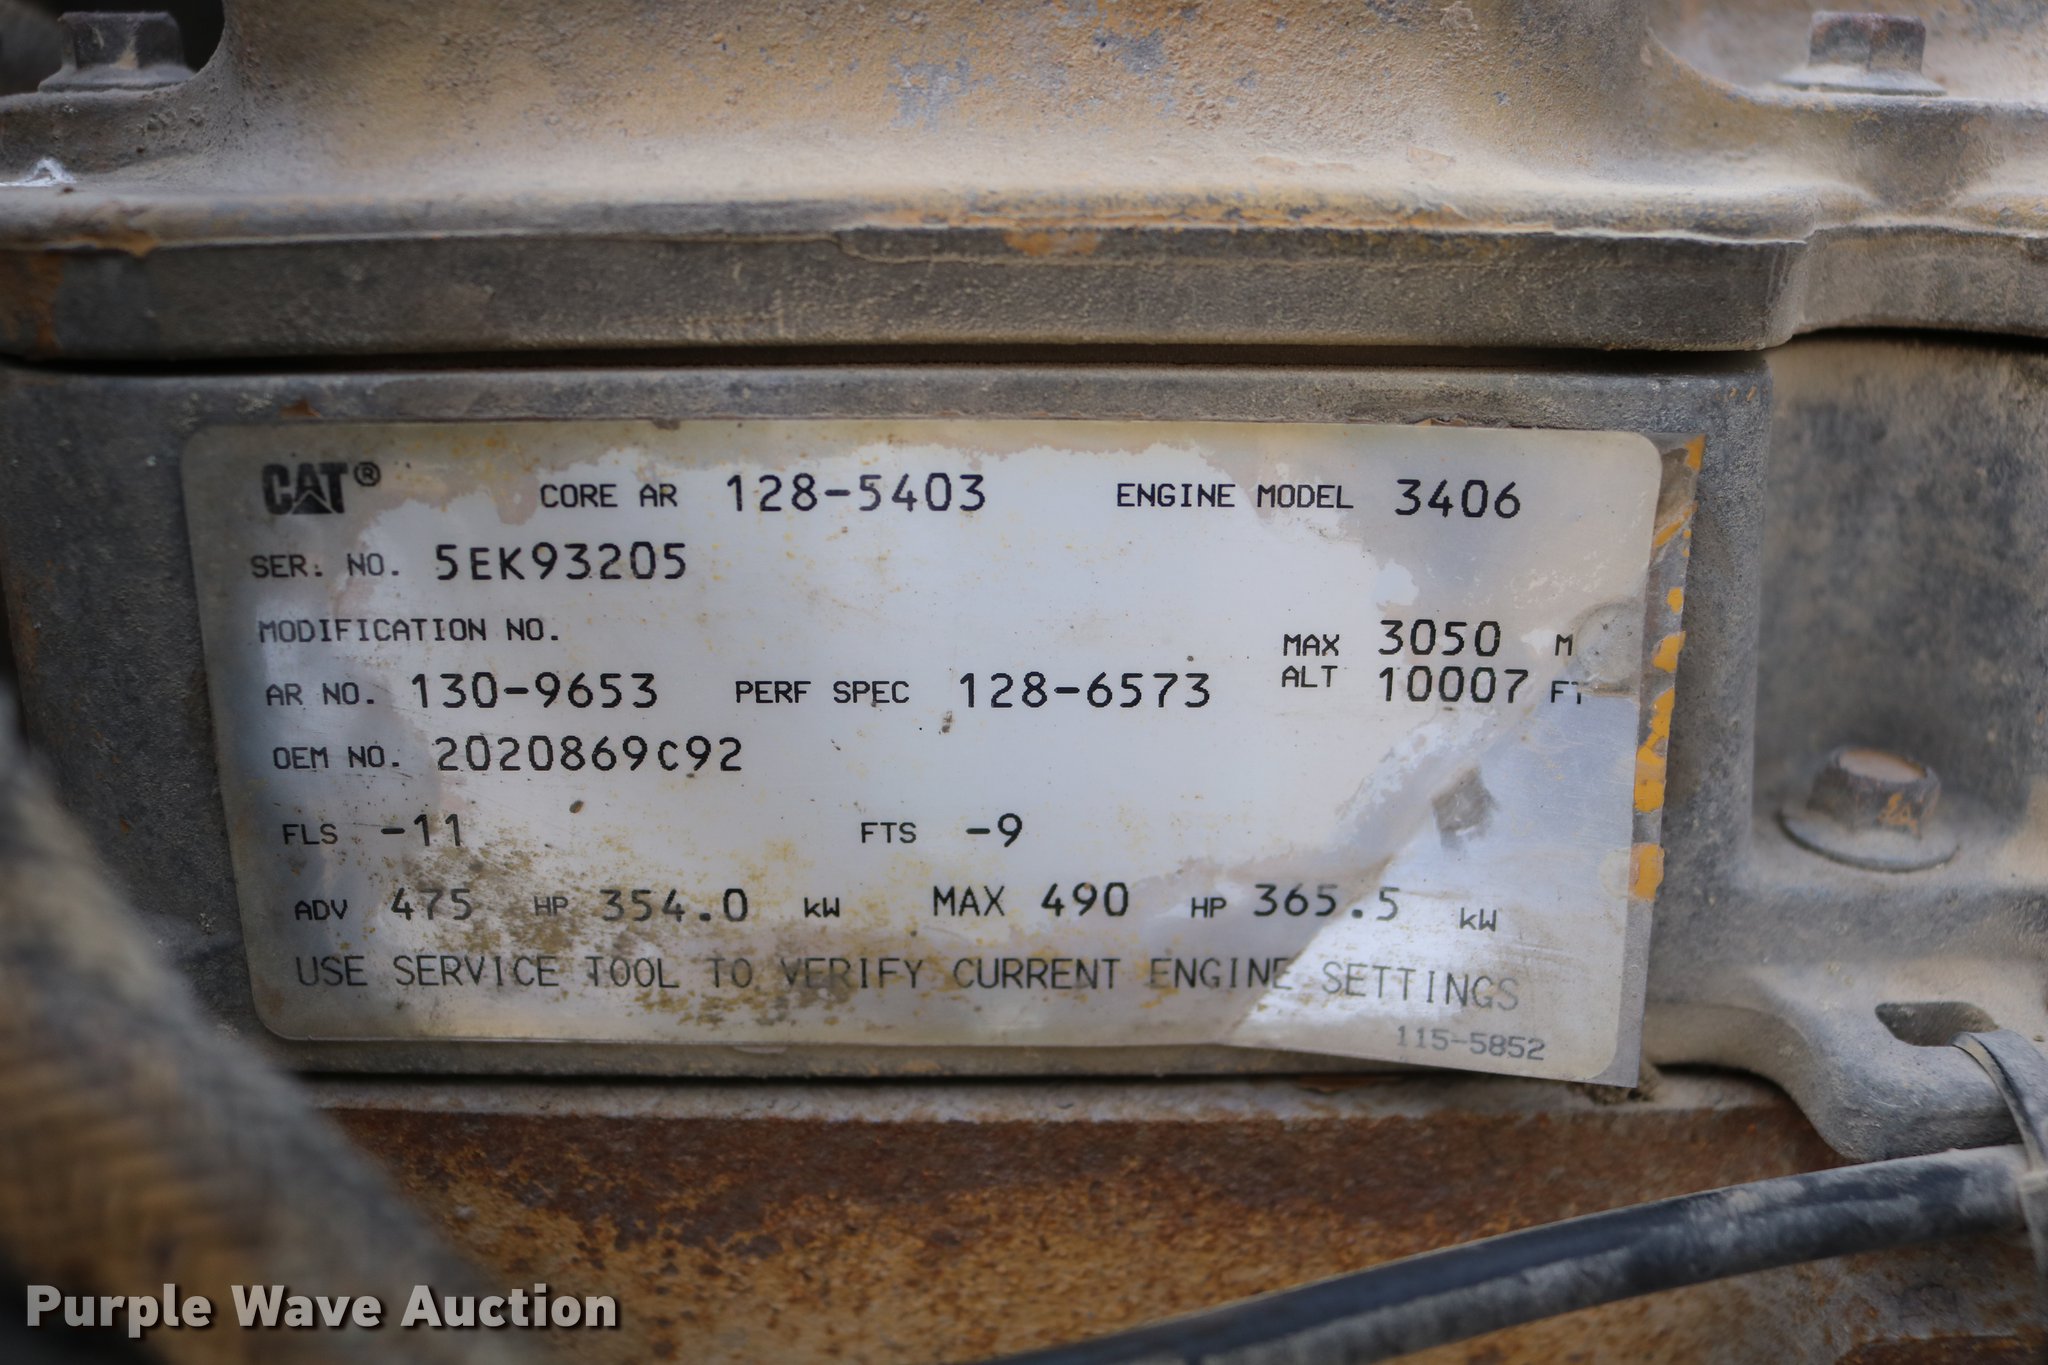 CAT® CORE AR 128-5403 ENGINE MODEL 3406
SER. NO. 5EK93205
MODIFICATION NO.
MAX ALT 3050 M
10007 FT
AR NO. 130-9653 PERF SPEC 128-6573
OEM NO. 2020869C92
FLS -11 FTS -9
ADV 475 HP 354.0 kW MAX 490 HP 365.5 kW
USE SERVICE TOOL TO VERIFY CURRENT ENGINE SETTINGS
115-5852
Purple Wave Auction